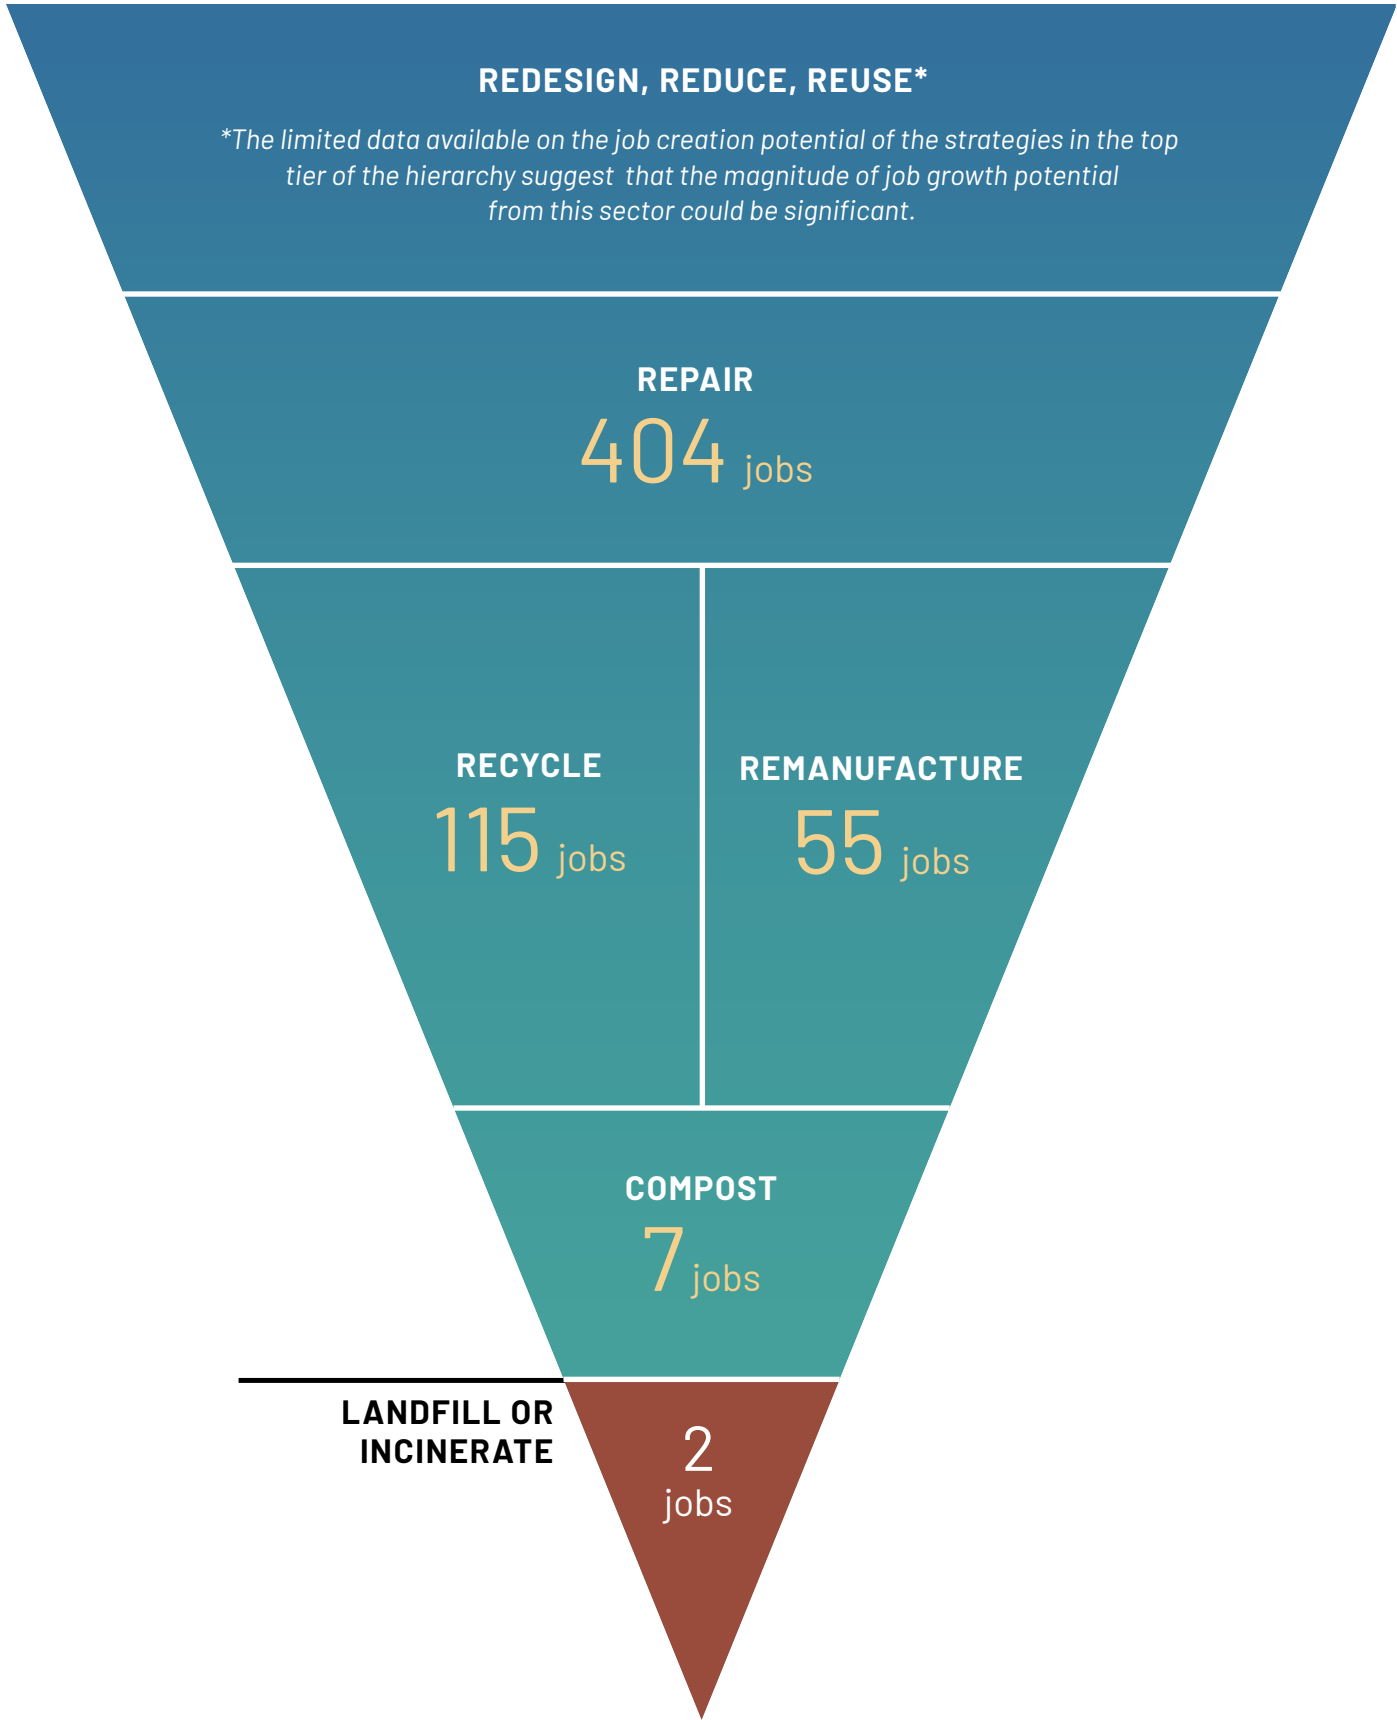 REDESIGN, REDUCE, REUSE*
*The limited data available on the job creation potential of the strategies in the top
tier of the hierarchy suggest that the magnitude of job growth potential
from this sector could be significant.
REPAIR
404 jobs
RECYCLE
115 jobs
REMANUFACTURE
55 jobs
COMPOST
7 jobs
LANDFILL OR
INCINERATE
2
jobs